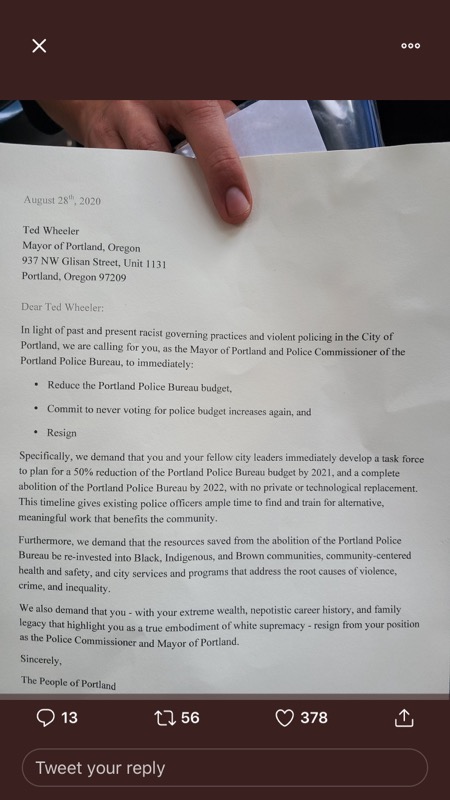 August 28th, 2020
Ted Wheeler
Mayor of Portland, Oregon
937 NW Glisan Street, Unit 1131
Portland, Oregon 97209
Dear Ted Wheeler:
In light of past and present racist governing practices and violent policing in the City of
Portland, we are calling for you, as the Mayor of Portland and Police Commissioner of the
Portland Police Bureau, to immediately:
• Reduce the Portland Police Bureau budget,
• Commit to never voting for police budget increases again, and
• Resign
Specifically, we demand that you and your fellow city leaders immediately develop a task force
to plan for a 50% reduction of the Portland Police Bureau budget by 2021, and a complete
abolition of the Portland Police Bureau by 2022, with no private or technological replacement.
This timeline gives existing police officers ample time to find and train for alternative,
meaningful work that benefits the community.
Furthermore, we demand that the resources saved from the abolition of the Portland Police
Bureau be re-invested into Black, Indigenous, and Brown communities, community-centered
health and safety, and city services and programs that address the root causes of violence,
crime, and inequality.
We also demand that you - with your extreme wealth, nepotistic career history, and family
legacy that highlight you as a true embodiment of white supremacy - resign from your position
as the Police Commissioner and Mayor of Portland.
Sincerely,
The People of Portland
13 56 378
Tweet your reply